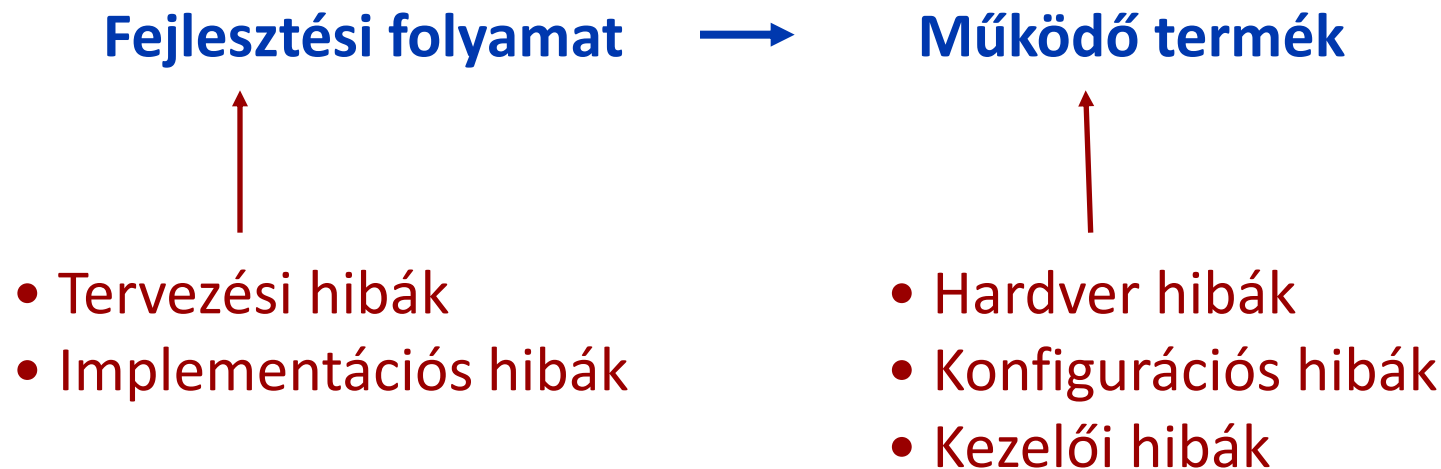 Fejlesztési folyamat
Működő termék
• Tervezési hibák
• Implementációs hibák
• Hardver hibák
• Konfigurációs hibák
• Kezelői hibák